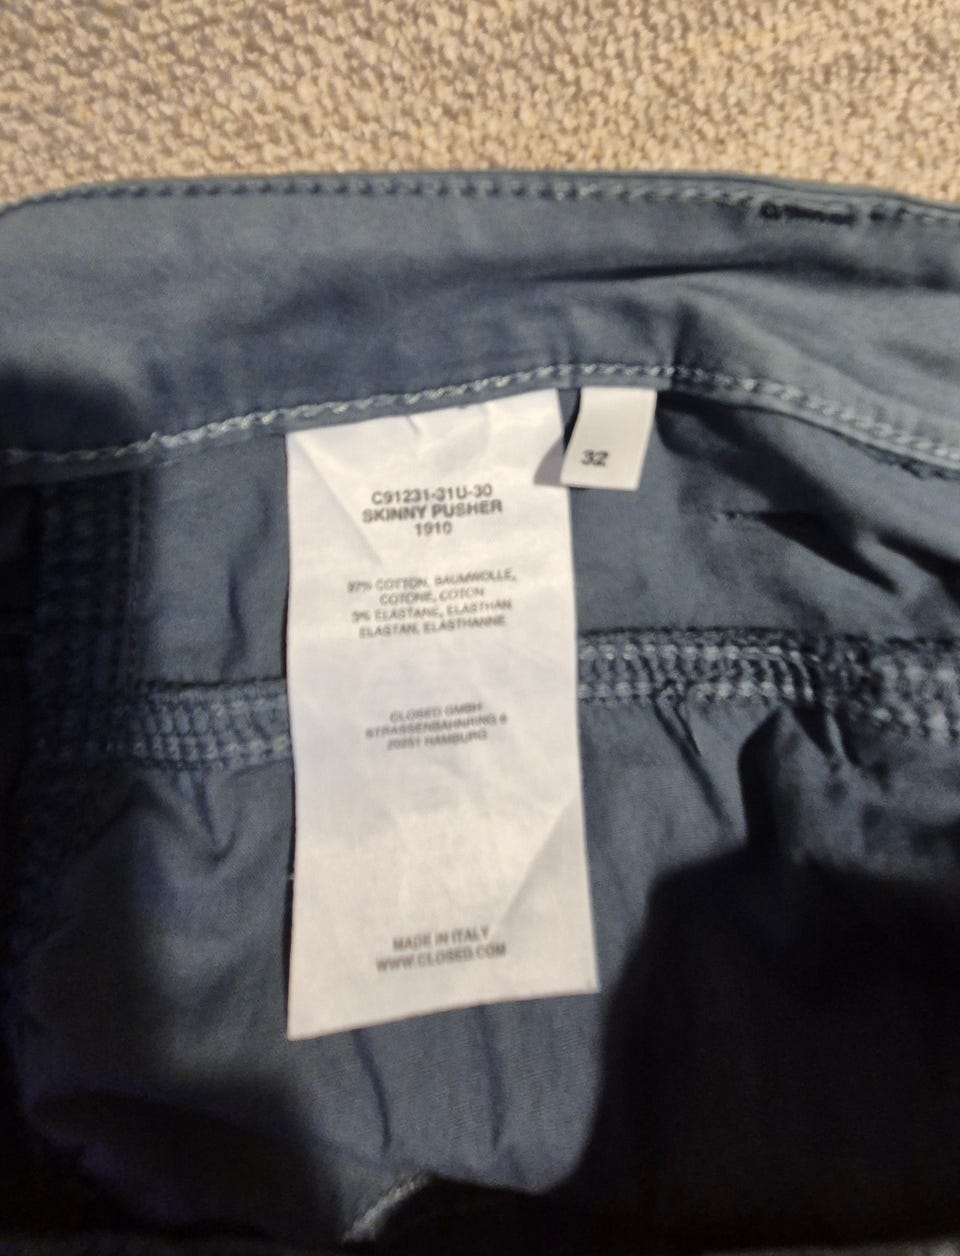 32
C91231-31U-30
SKINNY PUSHER
1910
97% COTTON, BAUMWOLLE,
COTONE, COTON
3% ELASTANE, ELASTHAN
ELASTAN, ELASTHANNE
CLOSED GMBH
STRASSENBAHNRING 6
20251 HAMBURG
MADE IN ITALY
WWW.CLOSED.COM